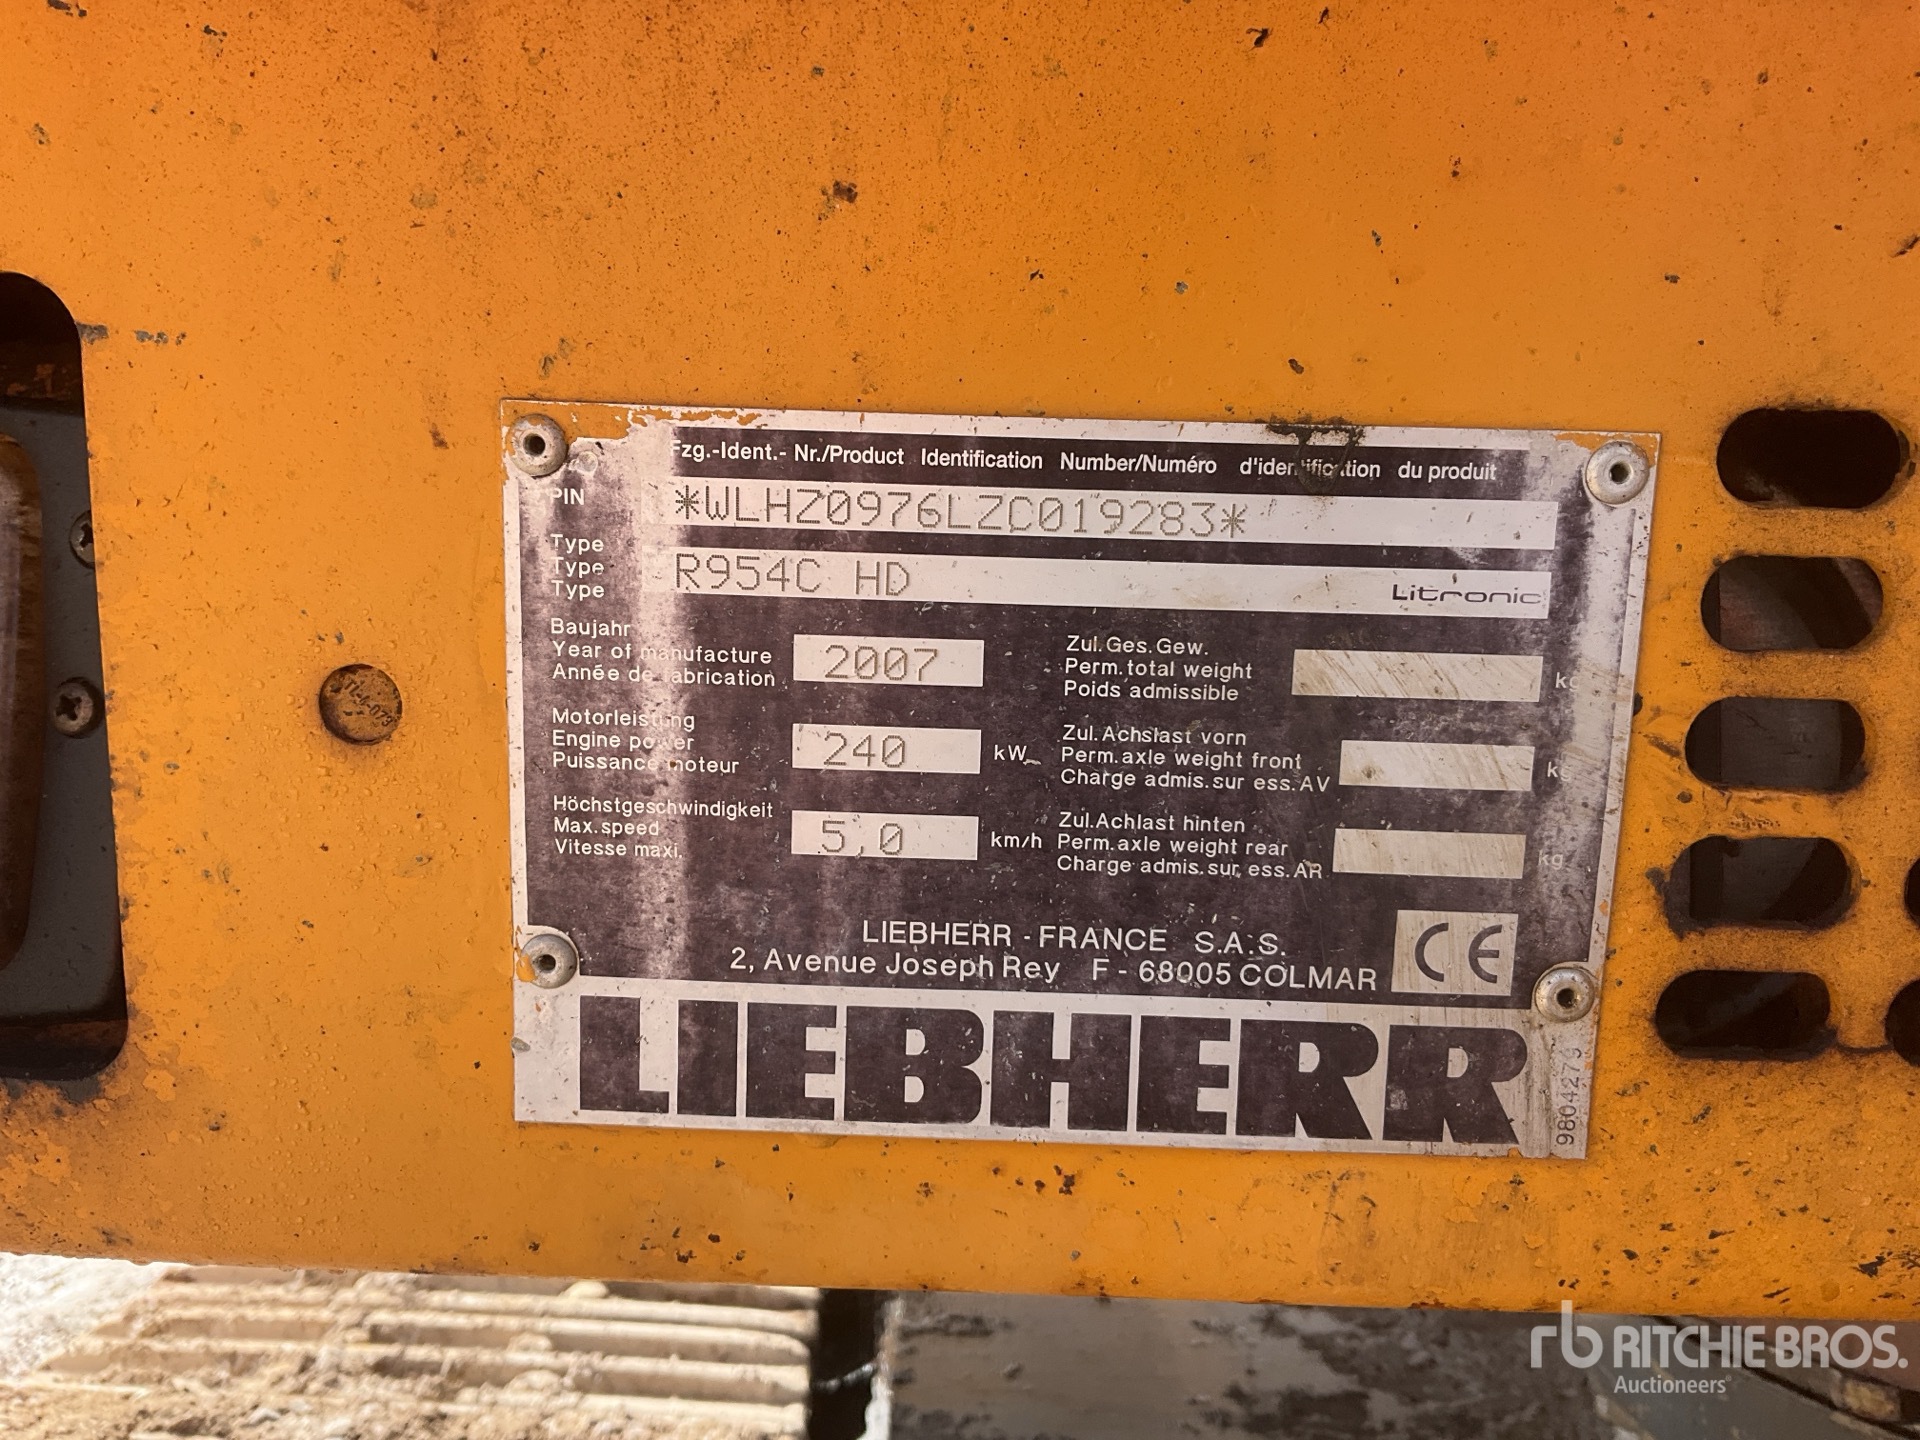 Fzg.-Ident.- Nr./Product Identification Number/Numéro d'identification du produit
PIN *WLHZ0976LZC019283*
Type
Type R954C HD Litronic
Type
Baujahr
Year of manufacture 2007
Année de fabrication
Zul. Ges. Gew.
Perm. total weight kg
Poids admissible
Motorleistung
Engine power 240 kW
Puissance moteur
Zul. Achslast vorn
Perm. axle weight front kg
Charge admis. sur ess. AV
Höchstgeschwindigkeit
Max. speed 5,0 km/h
Vitesse maxi.
Zul. Achlast hinten
Perm. axle weight rear kg
Charge admis. sur. ess. AR
LIEBHERR - FRANCE S.A.S.
2, Avenue Joseph Rey F - 68005 COLMAR
CE
LIEBHERR
rb RITCHIE BROS.
Auctioneers